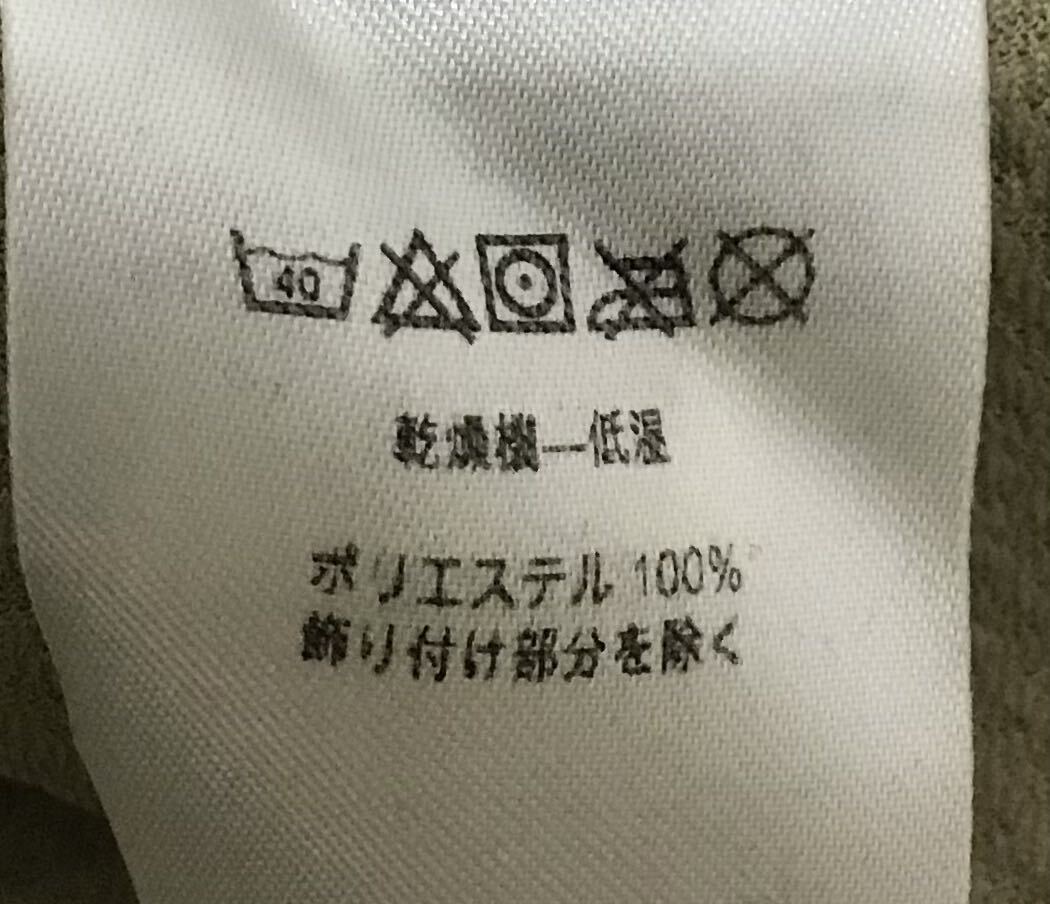 40
乾燥機—低温
ポリエステル 100%
飾り付け部分を除く